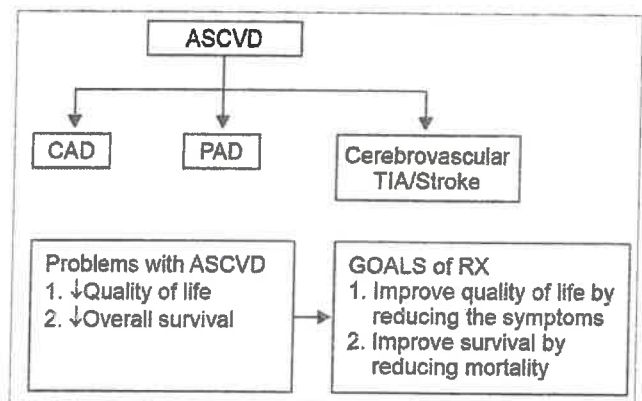 ASCVD
CAD
PAD
Cerebrovascular
TIA/Stroke
Problems with ASCVD
1. ↓Quality of life
2. ↓Overall survival
GOALS of RX
1. Improve quality of life by
reducing the symptoms
2. Improve survival by
reducing mortality